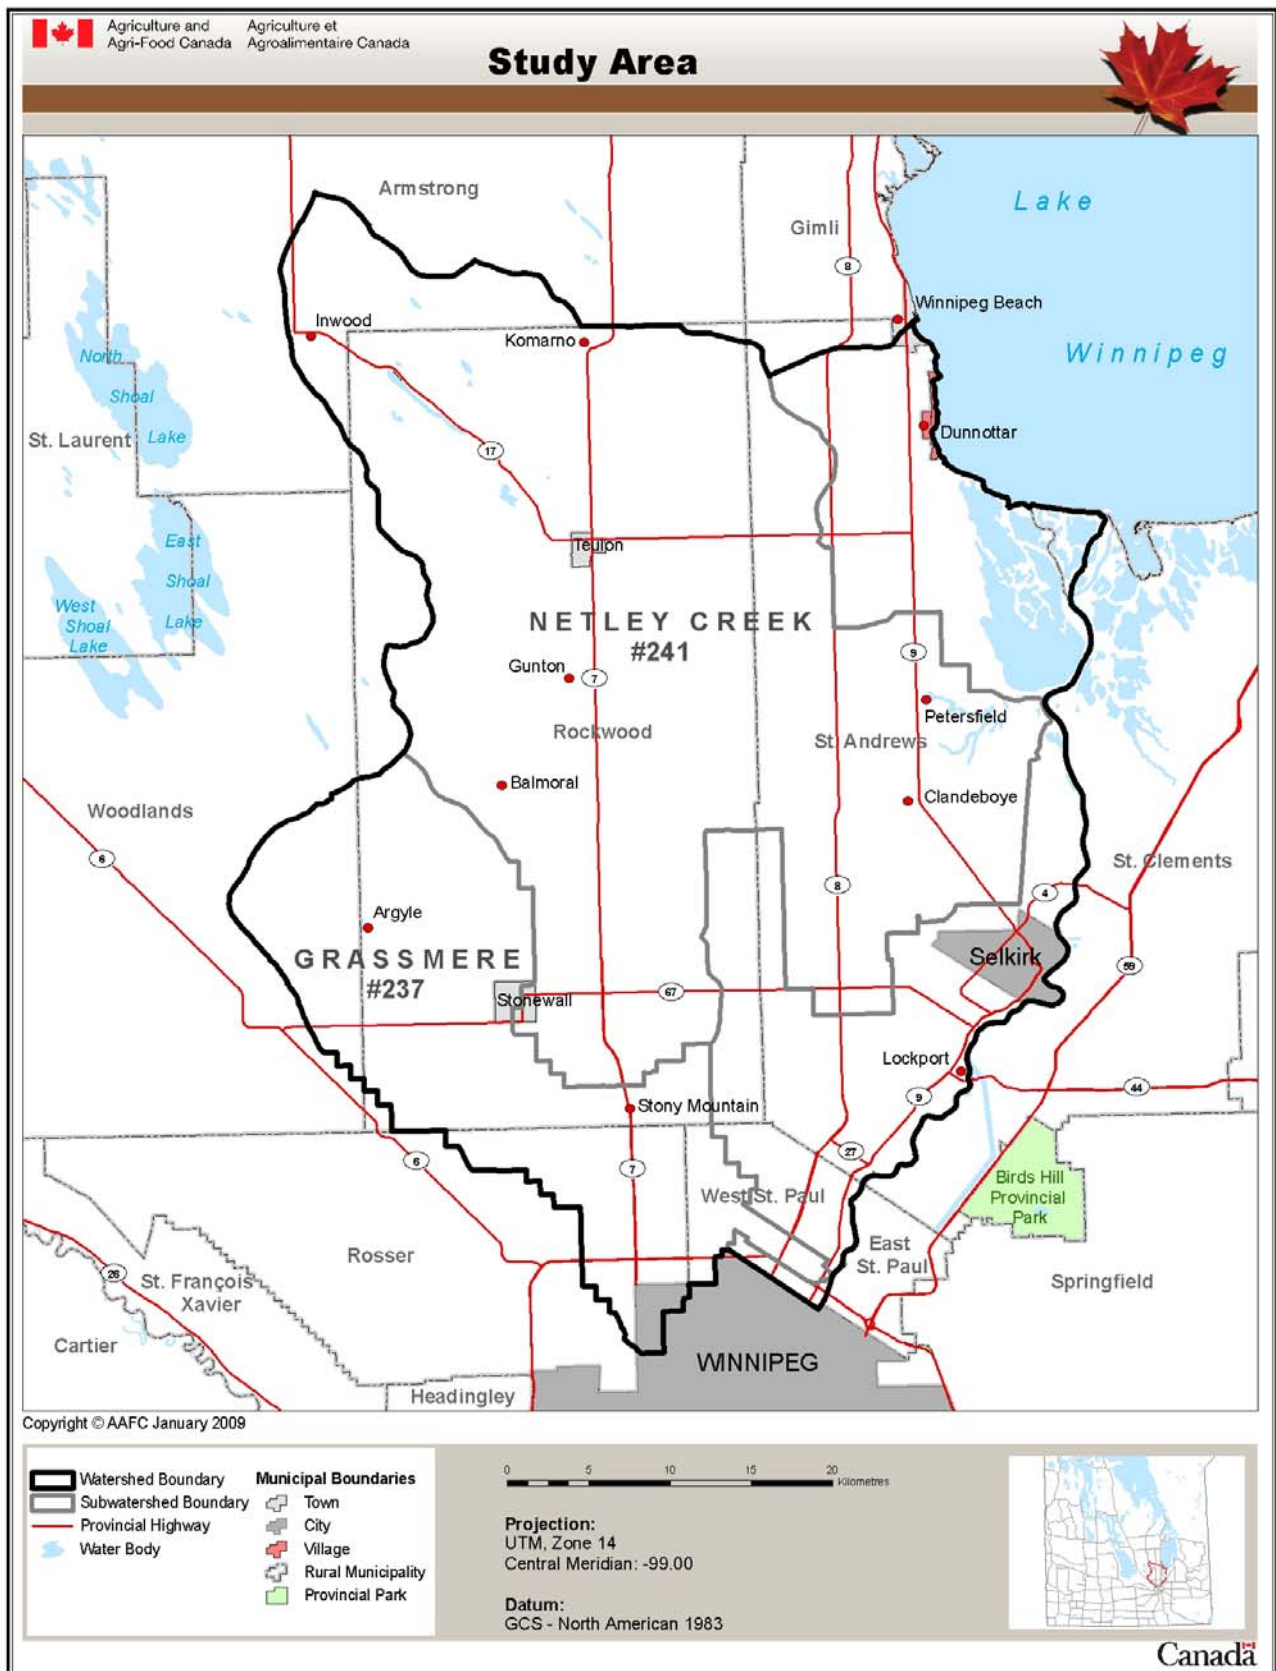 Agriculture and
Agri-Food Canada
Agriculture et
Agroalimentaire Canada
Study Area
Armstrong
Gimli
Lake
Winnipeg
8
Winnipeg Beach
Inwood
Komarno
North
Shoal
Lake
St. Laurent
Dunnottar
17
East
Shoal
Lake
Teulon
West
Shoal
Lake
NETLEY CREEK
#241
9
Gunton
7
Petersfield
Rockwood
St. Andrews
Balmoral
Clandeboye
Woodlands
6
St. Clements
8
4
Argyle
GRASSMERE
#237
Selkirk
59
Stonewall
67
Lockport
44
9
Stony Mountain
27
6
7
Birds Hill
Provincial
Park
West St. Paul
East
St. Paul
Rosser
26
St. François
Xavier
Springfield
Cartier
WINNIPEG
Headingley
Copyright © AAFC January 2009
Watershed Boundary
Subwatershed Boundary
Provincial Highway
Water Body
Municipal Boundaries
Town
City
Village
Rural Municipality
Provincial Park
0 5 10 15 20
Kilometres
Projection:
UTM, Zone 14
Central Meridian: -99.00
Datum:
GCS - North American 1983
Canada